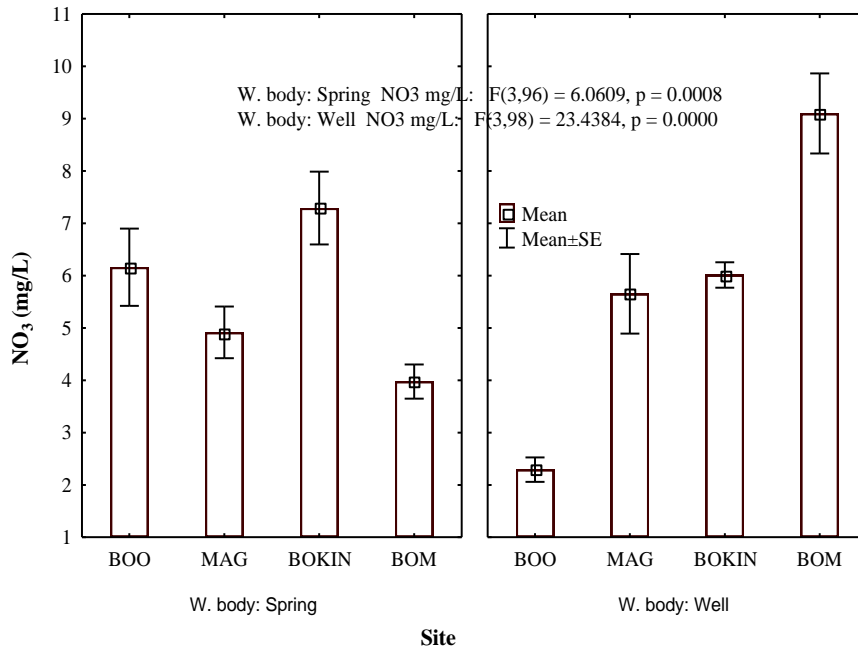 11
10
9
8
7
6
5
4
3
2
1
NO3 (mg/L)
W. body: Spring NO3 mg/L: F(3,96) = 6.0609, p = 0.0008
W. body: Well NO3 mg/L: F(3,98) = 23.4384, p = 0.0000
Mean
Mean±SE
BOO MAG BOKIN BOM
BOO MAG BOKIN BOM
W. body: Spring
W. body: Well
Site